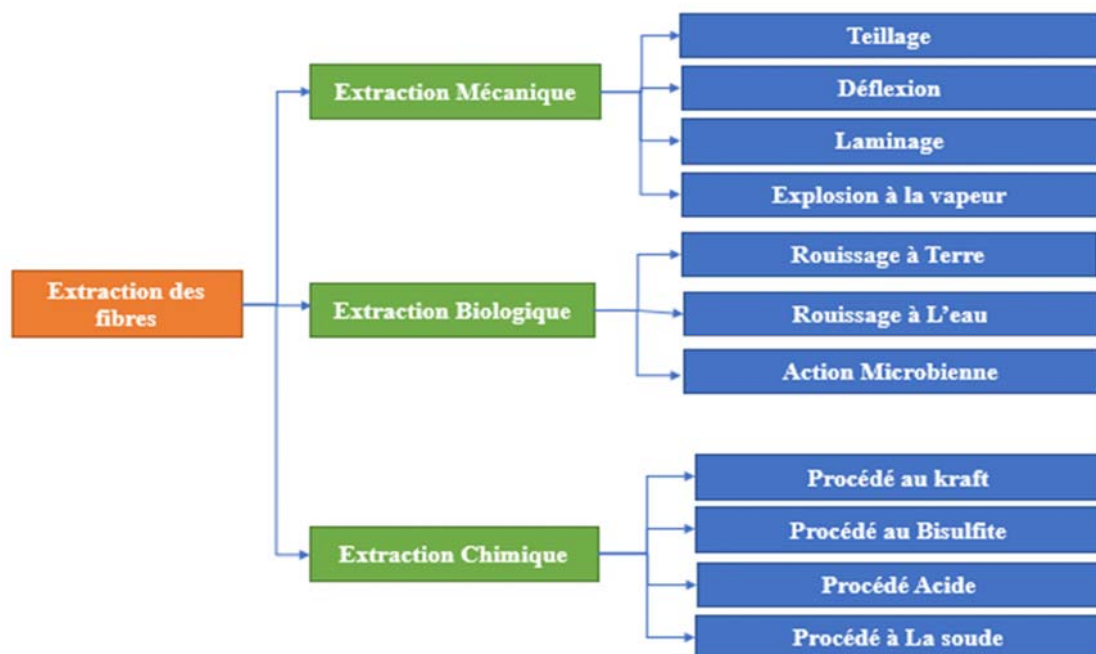 Extraction des
fibres
Extraction Mécanique
Teillage
Déflexion
Laminage
Explosion à la vapeur
Extraction Biologique
Rouissage à Terre
Rouissage à L'eau
Action Microbienne
Extraction Chimique
Procédé au kraft
Procédé au Bisulfite
Procédé Acide
Procédé à La soude